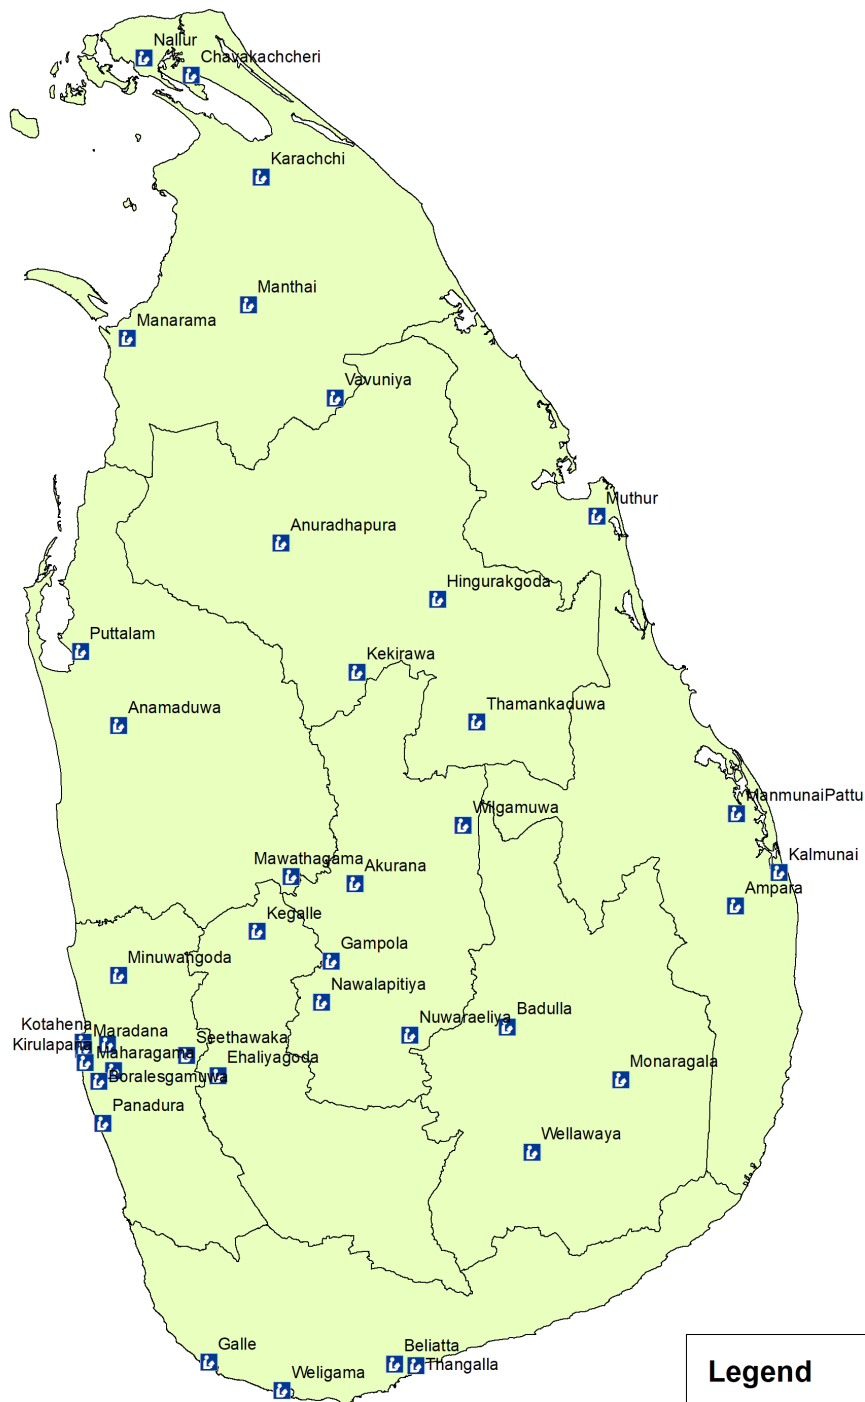 Nallur
Chavakachcheri
Karachchi
Manthai
Manarama
Vavuniya
Muthur
Anuradhapura
Hingurakgoda
Puttalam
Kekirawa
Thamankaduwa
Anamaduwa
ManmunaiPattu
Wilgamuwa
Kalmunai
Mawathagama
Akurana
Ampara
Kegalle
Gampola
Minuwangoda
Nawalapitiya
Badulla
Nuwaraeliya
Kotahena
Maradana
Seethawaka
Kirulapana
Maharagama
Ehaliyagoda
Monaragala
Boralesgamuwa
Panadura
Wellawaya
Galle
Beliatta
Thangalla
Weligama
Legend